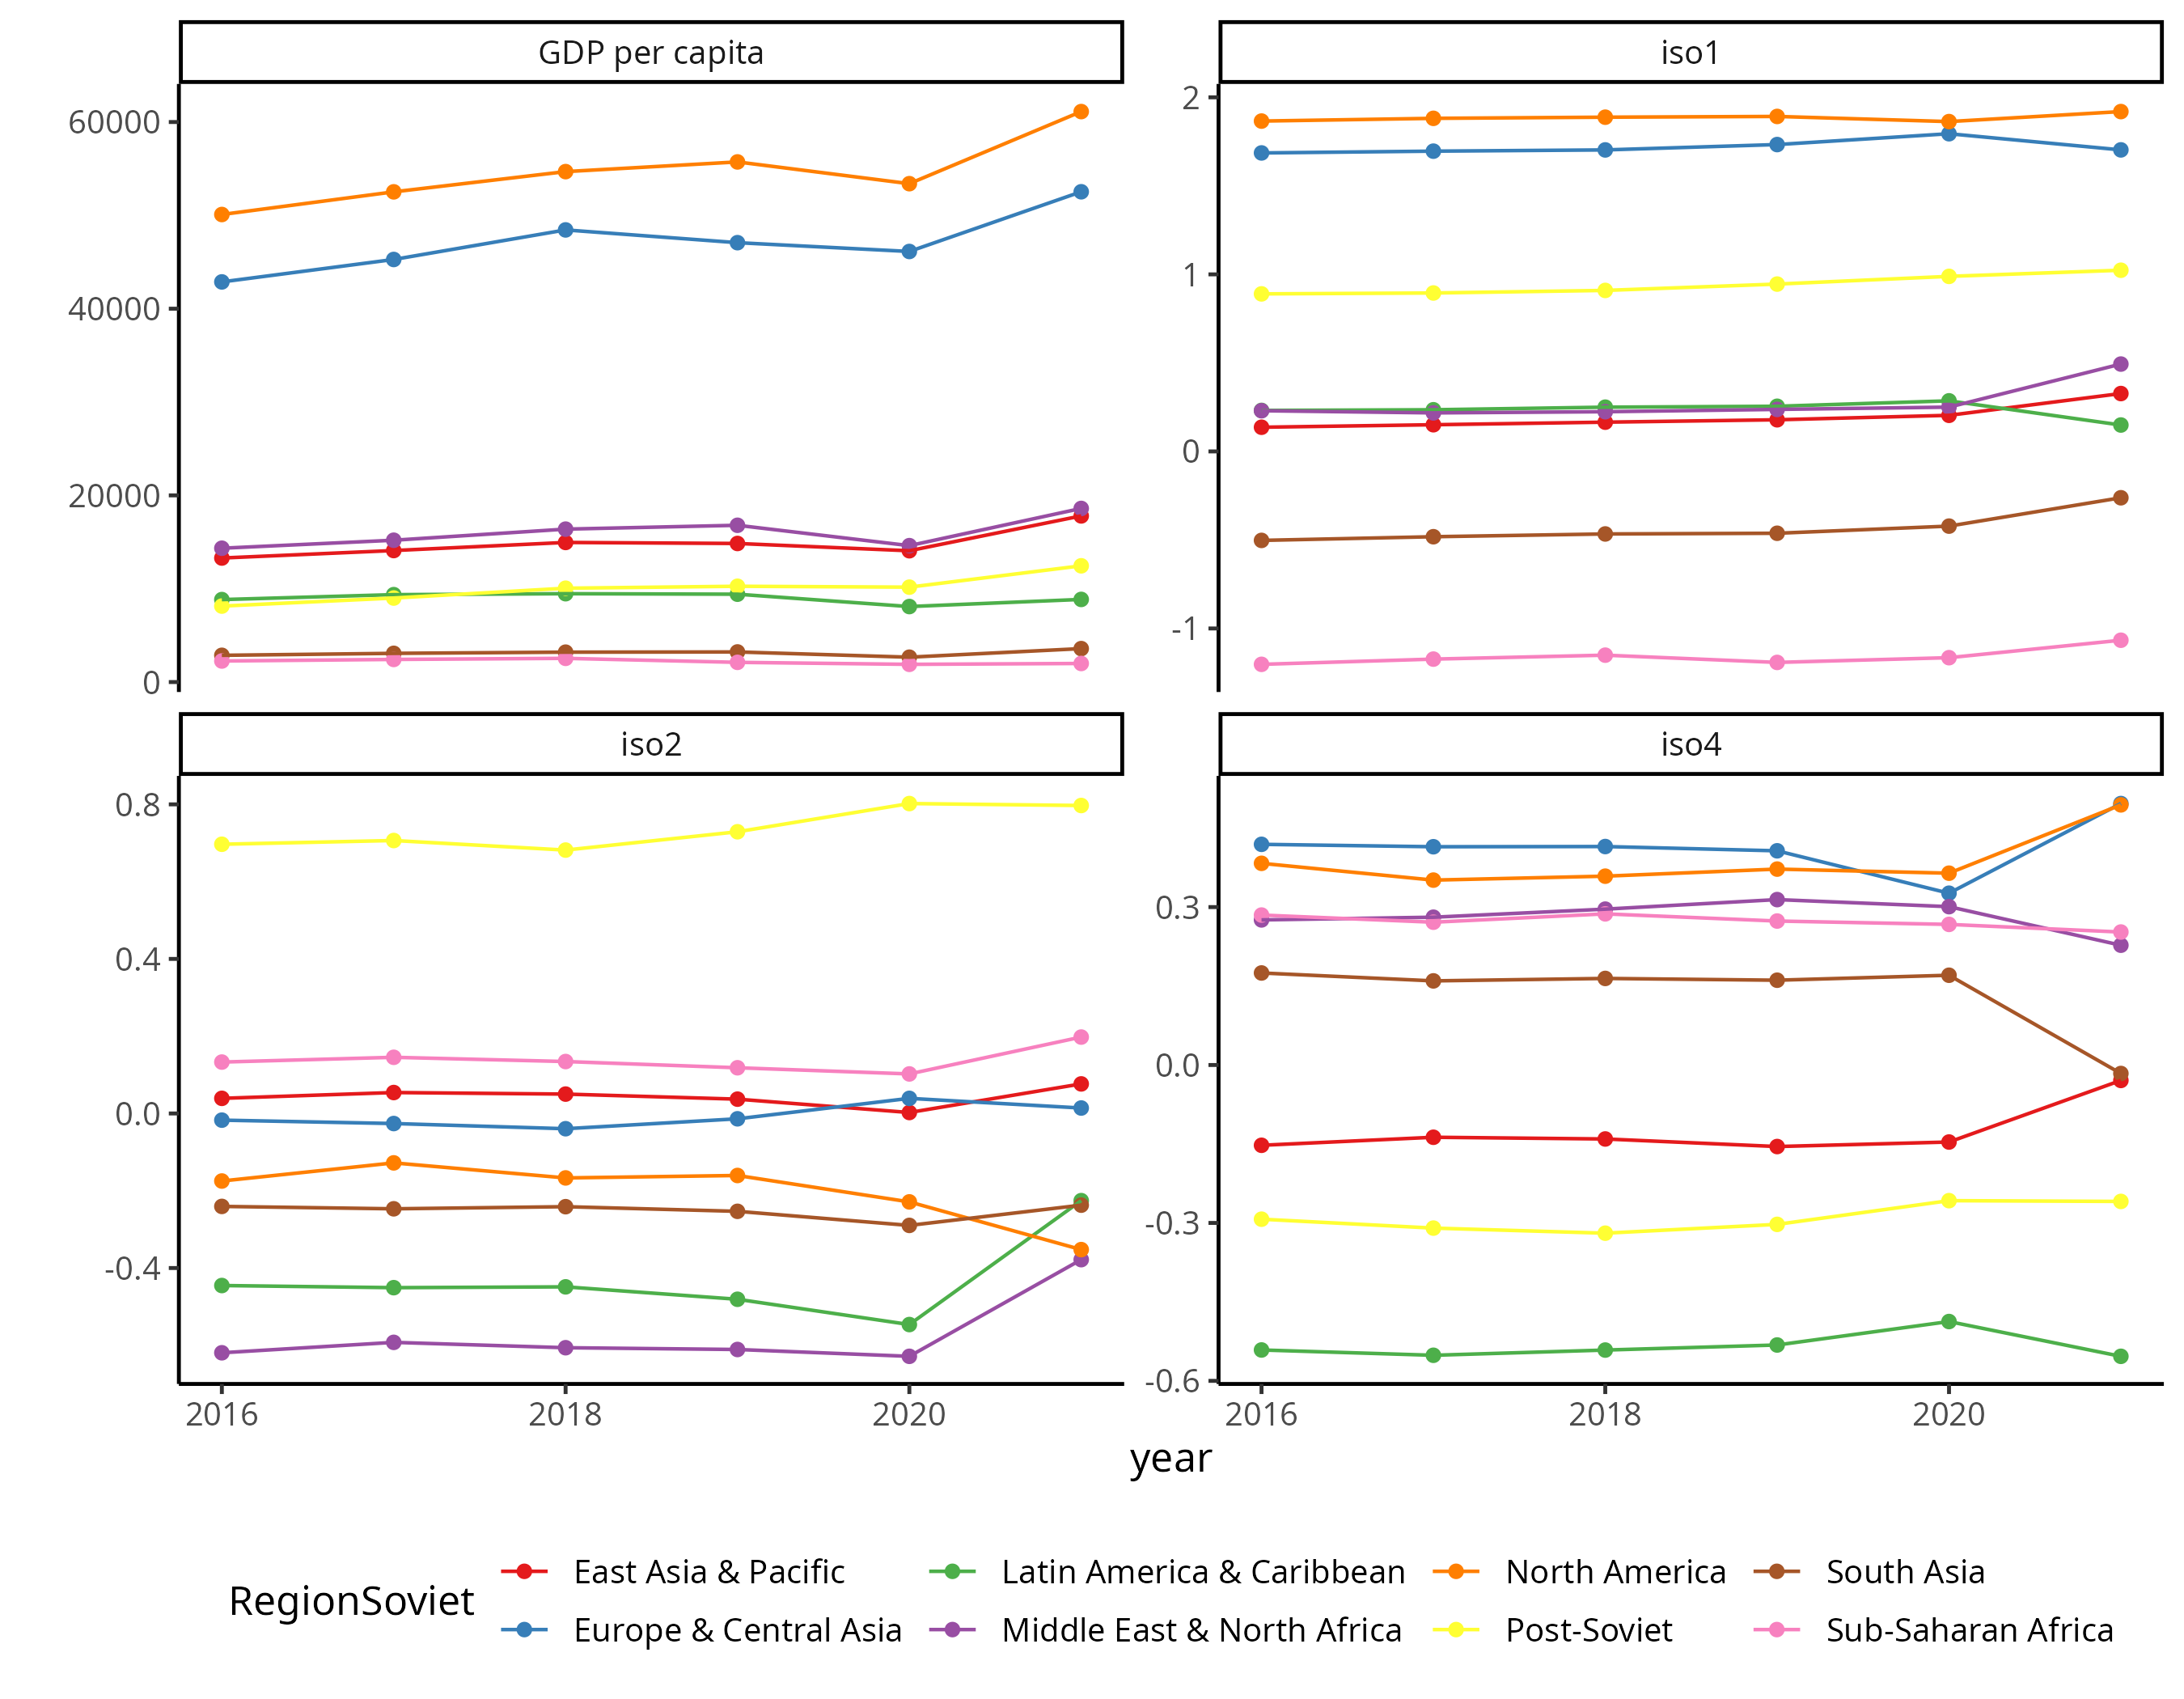 GDP per capita
60000
40000
20000
0
iso1
2
1
0
-1
iso2
0.8
0.4
0.0
-0.4
2016 2018 2020
iso4
0.3
0.0
-0.3
-0.6
2016 2018 2020
year
RegionSoviet
East Asia & Pacific Latin America & Caribbean North America South Asia
Europe & Central Asia Middle East & North Africa Post-Soviet Sub-Saharan Africa